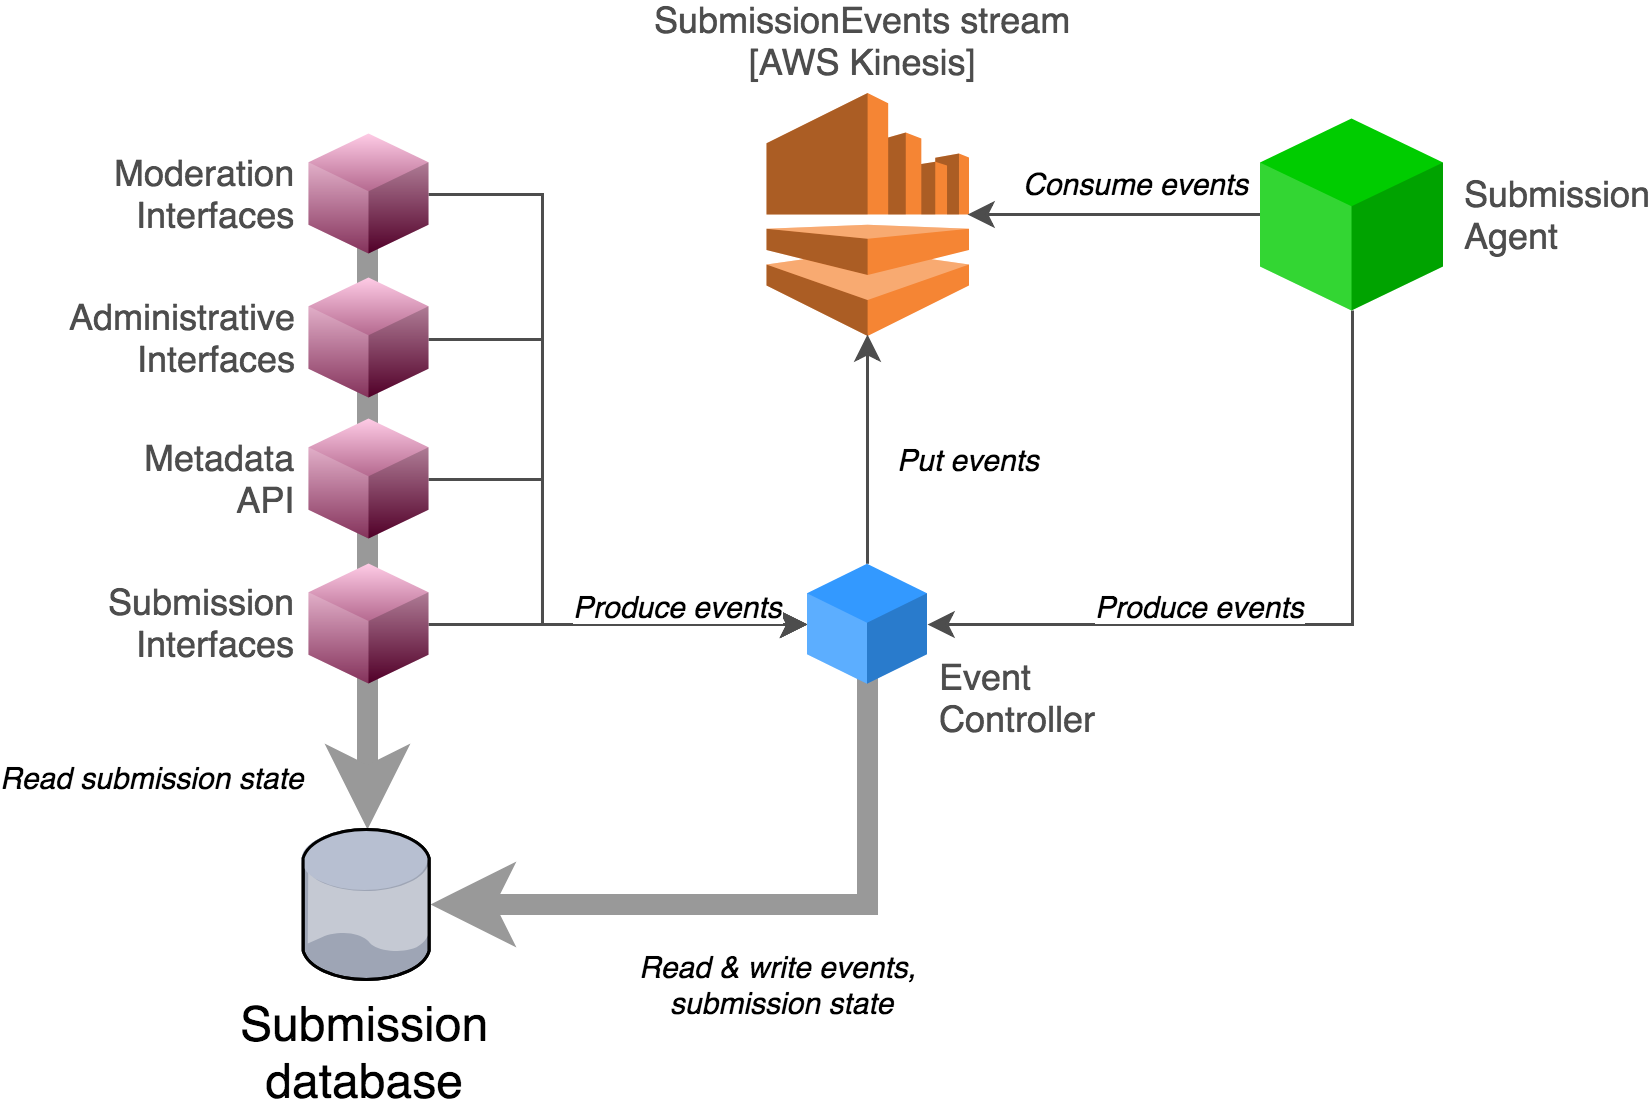 SubmissionEvents stream
[AWS Kinesis]
Moderation
Interfaces
Consume events
Submission
Agent
Administrative
Interfaces
Metadata
API
Put events
Submission
Interfaces
Produce events
Produce events
Event
Controller
Read submission state
Read & write events,
submission state
Submission
database